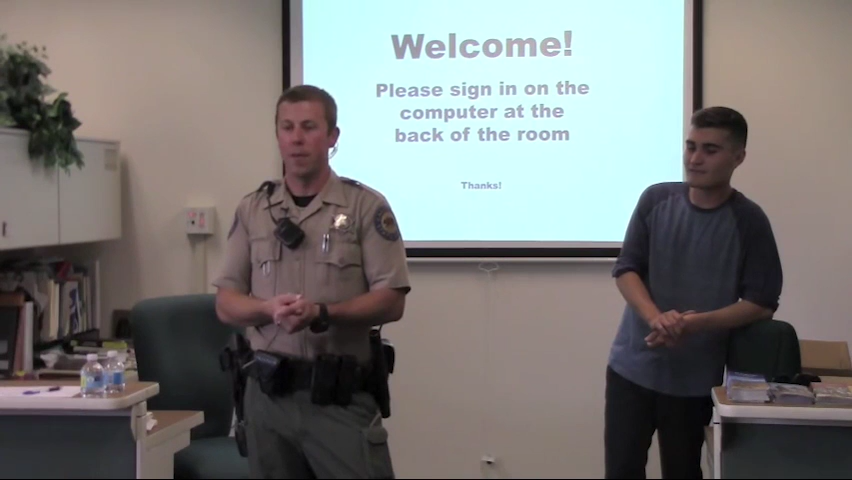 Welcome!
Please sign in on the
computer at the
back of the room
Thanks!